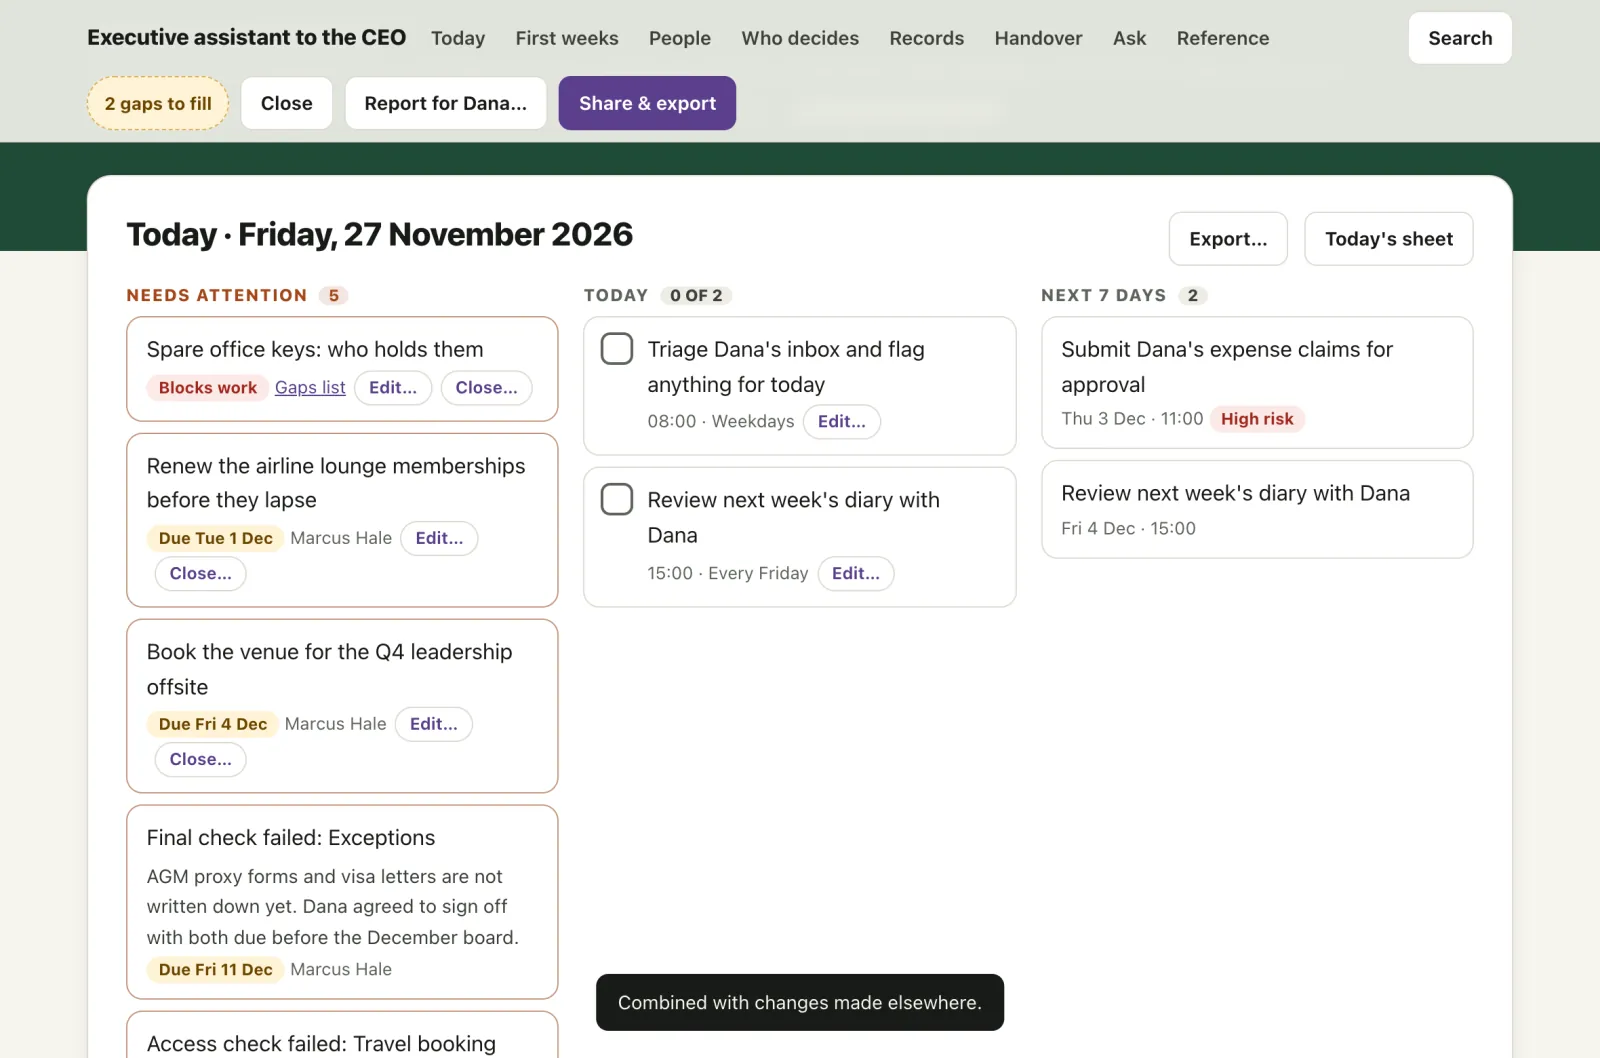 Executive assistant to the CEO Today First weeks People Who decides Records Handover Ask Reference Search
2 gaps to fill Close Report for Dana... Share & export
Today · Friday, 27 November 2026
Export... Today's sheet
NEEDS ATTENTION 5
Spare office keys: who holds them
Blocks work Gaps list Edit... Close...
Renew the airline lounge memberships
before they lapse
Due Tue 1 Dec Marcus Hale Edit...
Close...
Book the venue for the Q4 leadership
offsite
Due Fri 4 Dec Marcus Hale Edit...
Close...
Final check failed: Exceptions
AGM proxy forms and visa letters are not
written down yet. Dana agreed to sign off
with both due before the December board.
Due Fri 11 Dec Marcus Hale
Access check failed: Travel booking
TODAY 0 OF 2
Triage Dana's inbox and flag
anything for today
08:00 · Weekdays Edit...
Review next week's diary with
Dana
15:00 · Every Friday Edit...
NEXT 7 DAYS 2
Submit Dana's expense claims for
approval
Thu 3 Dec · 11:00 High risk
Review next week's diary with Dana
Fri 4 Dec · 15:00
Combined with changes made elsewhere.